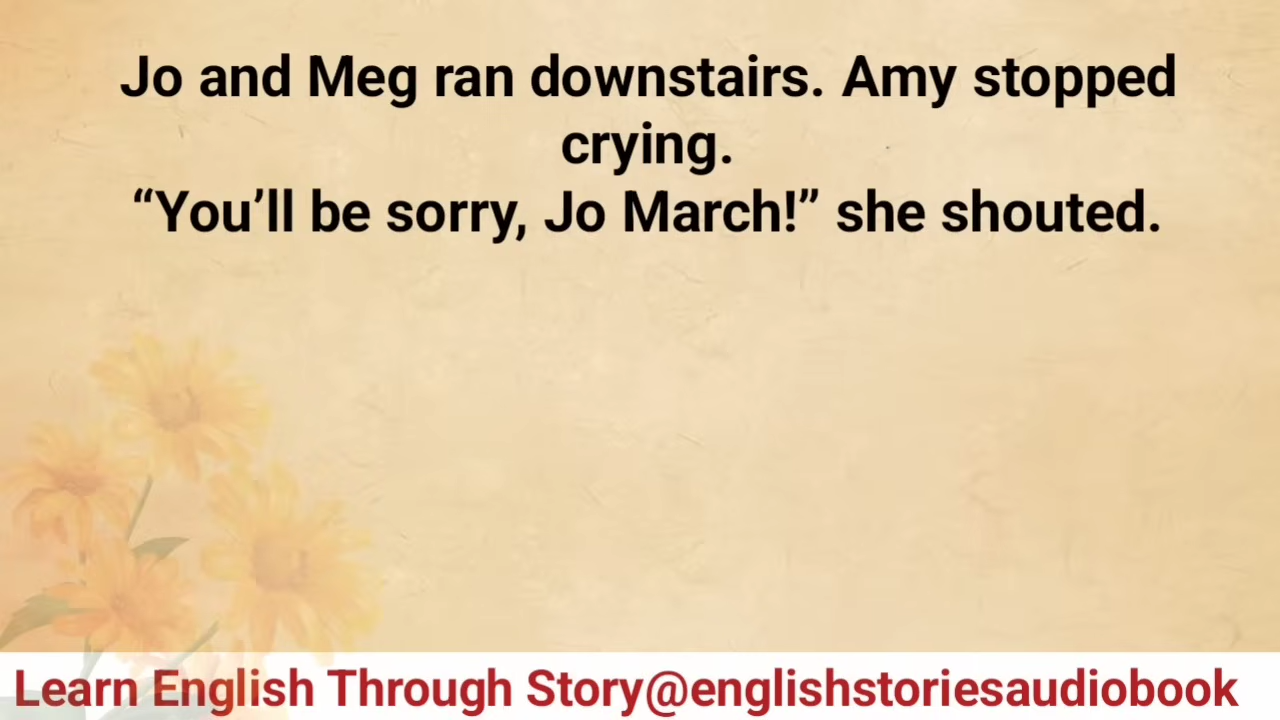 Jo and Meg ran downstairs. Amy stopped
crying.
“You’ll be sorry, Jo March!” she shouted.
Learn English Through Story@englishstoriesaudiobook